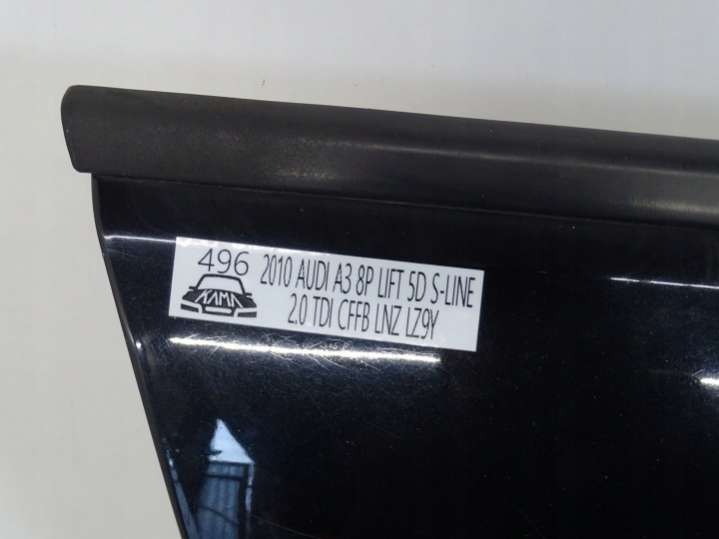 496
KAMA
2010 AUDI A3 8P LIFT 5D S-LINE
2.0 TDI CFFB LNZ LZ9Y